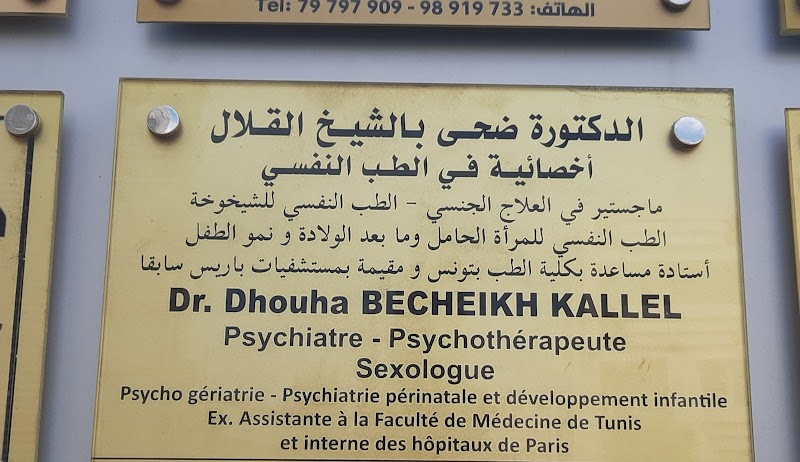 Tel: 79 797 909 - 98 919 733 الهاتف:
الدكتورة ضحى بالشيخ القلال
أخصائية في الطب النفسي
ماجستير في العلاج الجنسي - الطب النفسي للشيخوخة
الطب النفسي للمرأة الحامل وما بعد الولادة و نمو الطفل
أستادة مساعدة بكلية الطب بتونس و مقيمة بمستشفيات باريس سابقا
Dr. Dhouha BECHEIKH KALLEL
Psychiatre - Psychothérapeute
Sexologue
Psycho gériatrie - Psychiatrie périnatale et développement infantile
Ex. Assistante à la Faculté de Médecine de Tunis
et interne des hôpitaux de Paris